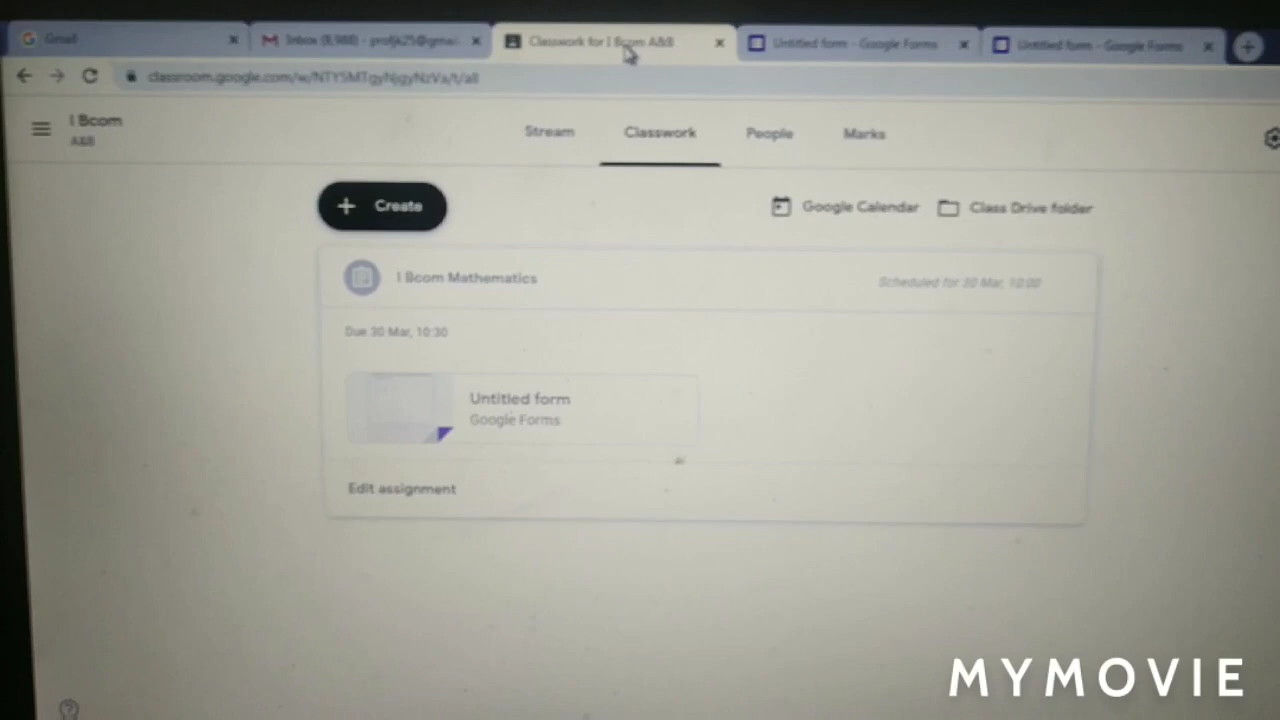 Gmail
Classwork for I Bcom A&B
Untitled form - Google Forms
Untitled form - Google Forms
I Bcom
A&B
Stream
Classwork
People
Marks
+ Create
Google Calendar
Class Drive folder
I Bcom Mathematics
Scheduled for 30 Mar, 10:00
Due 30 Mar, 10:30
Untitled form
Google Forms
Edit assignment
MYMOVIE